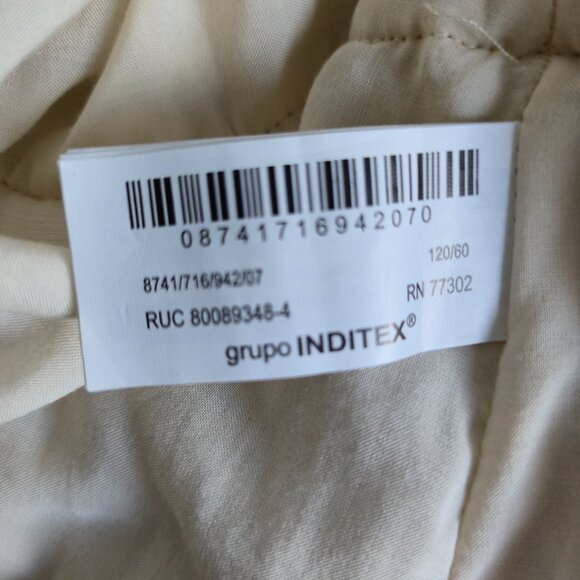 08741716942070
8741/716/942/07 120/60
RUC 80089348-4 RN 77302
grupo INDITEX®